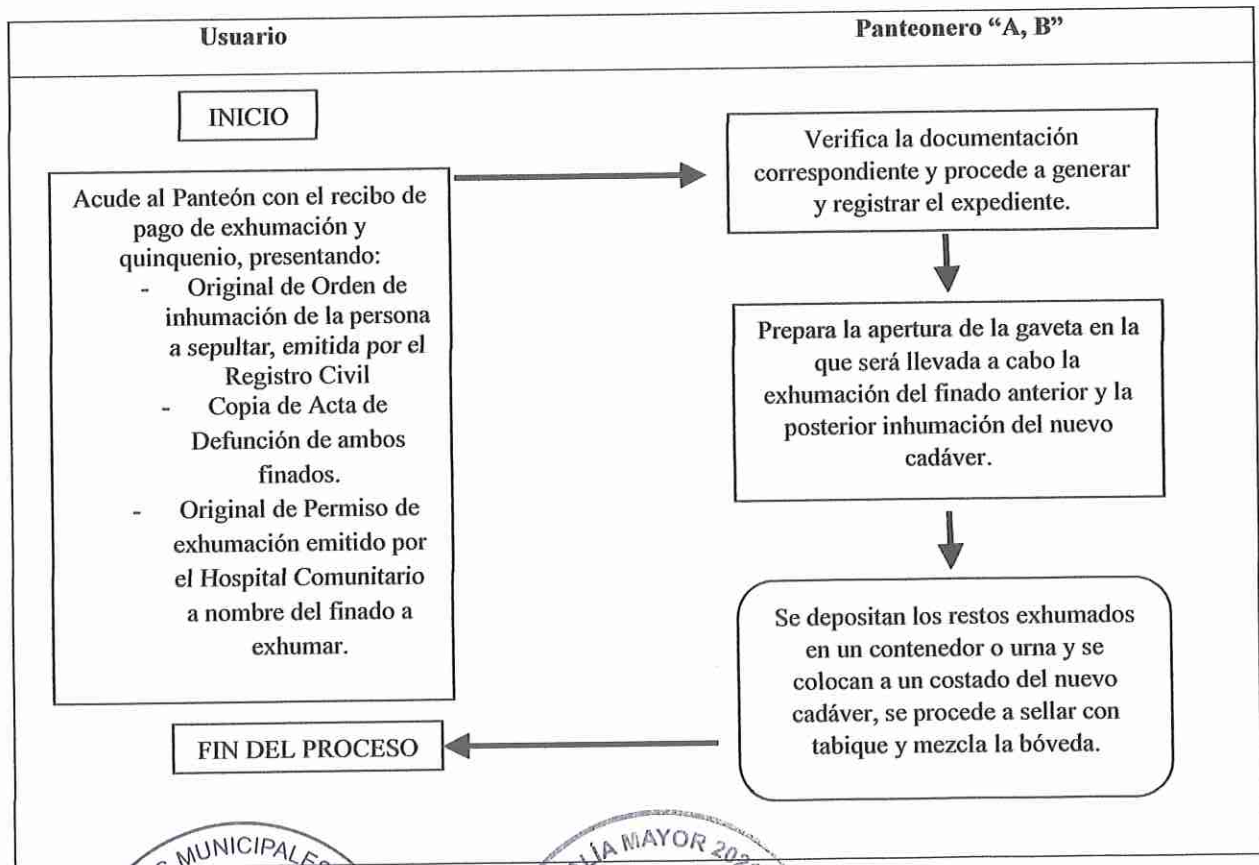 Usuario
Panteonero “A, B”
INICIO
Acude al Panteón con el recibo de
pago de exhumación y
quinquenio, presentando:
- Original de Orden de
inhumación de la persona
a sepultar, emitida por el
Registro Civil
- Copia de Acta de
Defunción de ambos
finados.
- Original de Permiso de
exhumación emitido por
el Hospital Comunitario
a nombre del finado a
exhumar.
Verifica la documentación
correspondiente y procede a generar
y registrar el expediente.
Prepara la apertura de la gaveta en la
que será llevada a cabo la
exhumación del finado anterior y la
posterior inhumación del nuevo
cadáver.
Se depositan los restos exhumados
en un contenedor o urna y se
colocan a un costado del nuevo
cadáver, se procede a sellar con
tabique y mezcla la bóveda.
FIN DEL PROCESO
MUNICIPALES
MAYOR